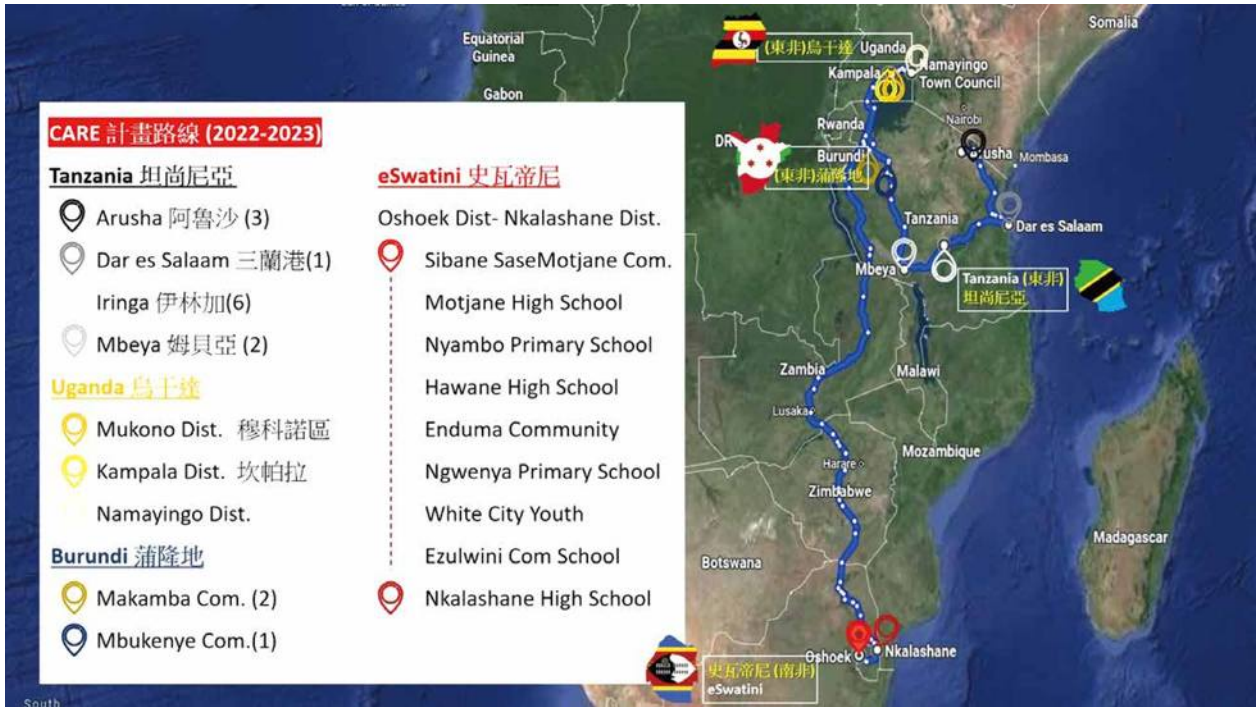 CARE 計畫路線 (2022-2023)
Tanzania 坦尚尼亞
Arusha 阿魯沙 (3)
Dar es Salaam 三蘭港(1)
Iringa 伊林加(6)
Mbeya 姆貝亞 (2)
Uganda 烏干達
Mukono Dist. 穆科諾區
Kampala Dist. 坎帕拉
Namayingo Dist.
Burundi 蒲隆地
Makamba Com. (2)
Mbukenye Com.(1)
eSwatini 史瓦帝尼
Oshoek Dist- Nkalashane Dist.
Sibane SaseMotjane Com.
Motjane High School
Nyambo Primary School
Hawane High School
Enduma Community
Ngwenya Primary School
White City Youth
Ezulwini Com School
Nkalashane High School
Equatorial
Guinea
Gabon
Somalia
(東非)烏干達 Uganda
Kampala
Namayingo
Town Council
Nairobi
Rwanda
DR
Burundi
(東非)蒲隆地
usha
Mombasa
Tanzania
Dar es Salaam
Mbeya
Tanzania (東非)
坦尚尼亞
Zambia
Malawi
Lusaka
Mozambique
Harare
Zimbabwe
Madagascar
Botswana
Oshoek
Nkalashane
史瓦帝尼 (南非)
eSwatini
South